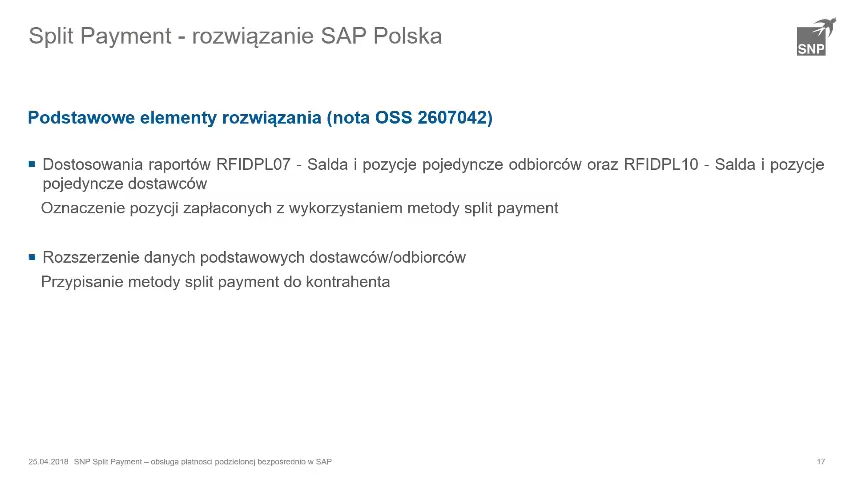 Split Payment - rozwiązanie SAP Polska
SNP
Podstawowe elementy rozwiązania (nota OSS 2607042)
Dostosowania raportów RFIDPL07 - Salda i pozycje pojedyncze odbiorców oraz RFIDPL10 - Salda i pozycje
pojedyncze dostawców
Oznaczenie pozycji zapłaconych z wykorzystaniem metody split payment
Rozszerzenie danych podstawowych dostawców/odbiorców
Przypisanie metody split payment do kontrahenta
25.04.2018 SNP Split Payment – obsługa płatności podzielonej bezpośrednio w SAP
17